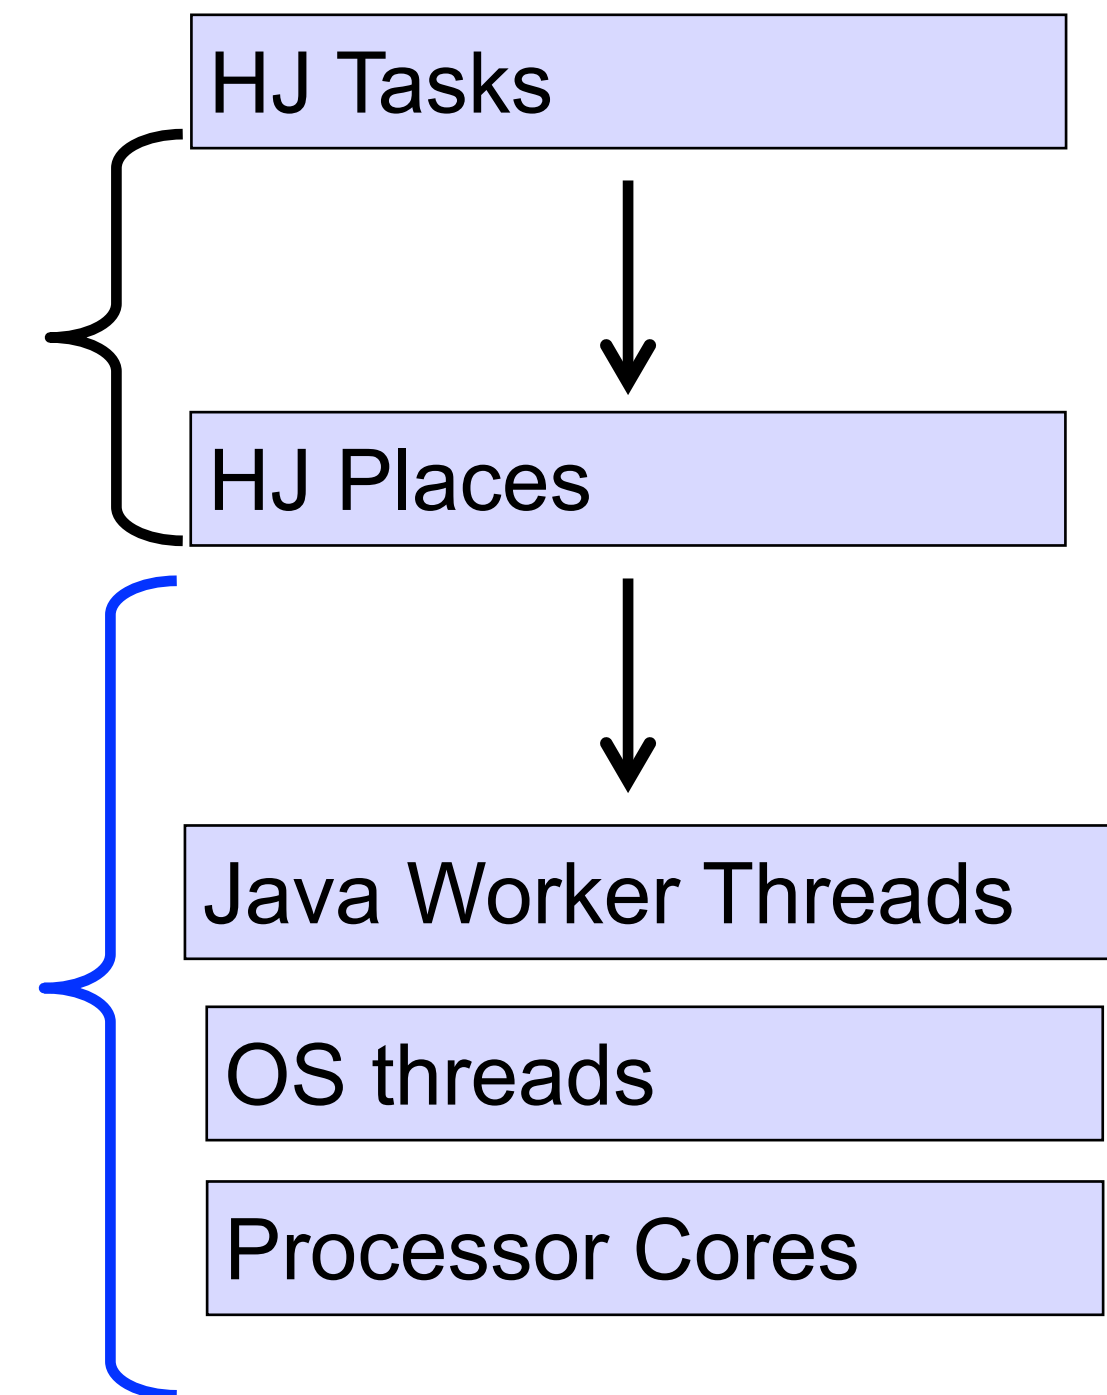 HJ Tasks
HJ Places
Java Worker Threads
OS threads
Processor Cores